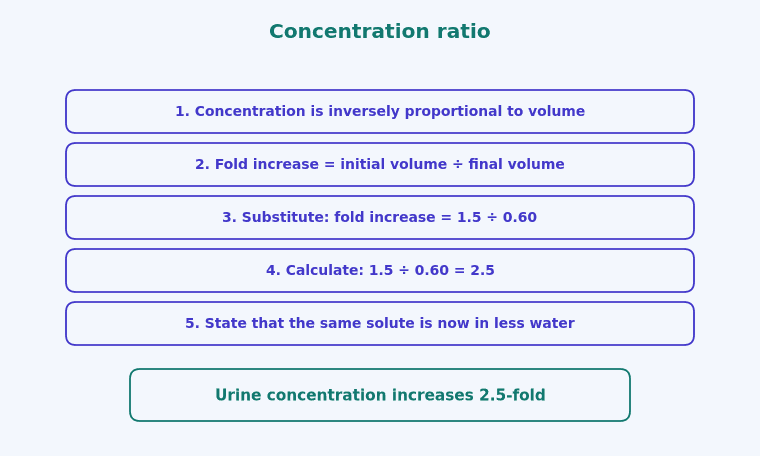 Concentration ratio
1. Concentration is inversely proportional to volume
2. Fold increase = initial volume ÷ final volume
3. Substitute: fold increase = 1.5 ÷ 0.60
4. Calculate: 1.5 ÷ 0.60 = 2.5
5. State that the same solute is now in less water
Urine concentration increases 2.5-fold